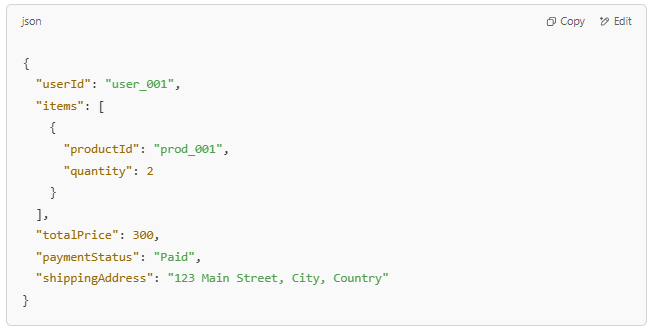 json Copy Edit
{
"userId": "user_001",
"items": [
{
"productId": "prod_001",
"quantity": 2
}
],
"totalPrice": 300,
"paymentStatus": "Paid",
"shippingAddress": "123 Main Street, City, Country"
}